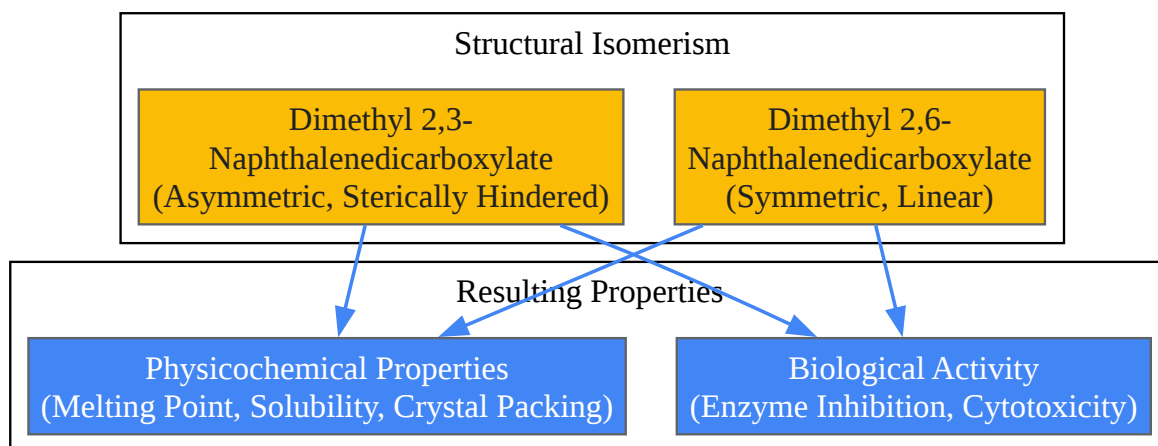 Structural Isomerism
Dimethyl 2,3-
Naphthalenedicarboxylate
(Asymmetric, Sterically Hindered)
Dimethyl 2,6-
Naphthalenedicarboxylate
(Symmetric, Linear)
Resulting Properties
Physicochemical Properties
(Melting Point, Solubility, Crystal Packing)
Biological Activity
(Enzyme Inhibition, Cytotoxicity)